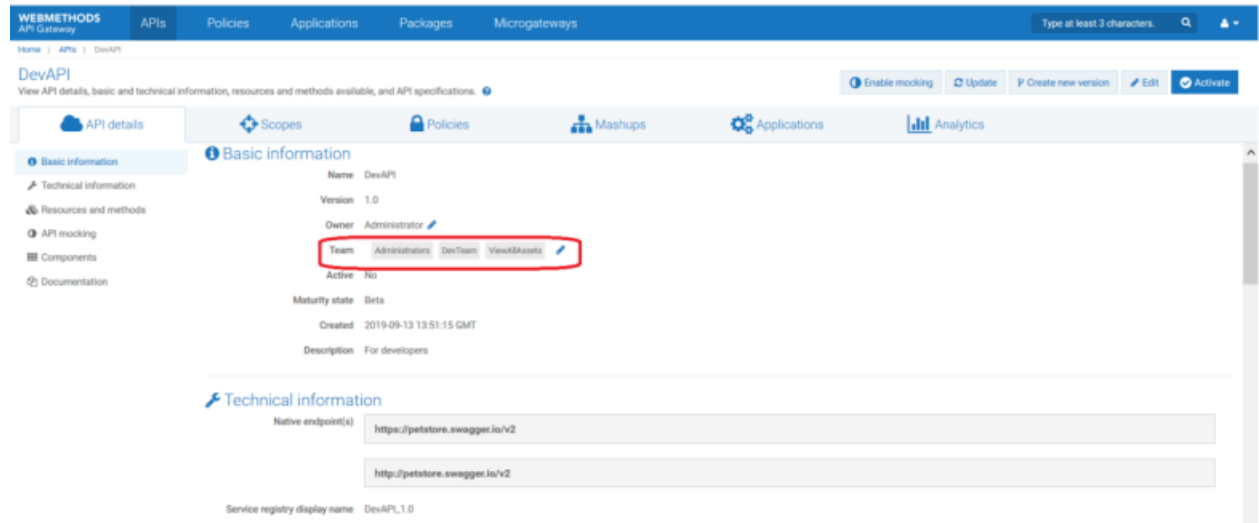 WEBMETHODS
API Gateway
APIs Policies Applications Packages Microgateways
Type at least 3 characters.
Home 〉 APIs 〉 DevAPI
DevAPI
View API details, basic and technical information, resources and methods available, and API specifications.
Enable mocking Update Create new version Edit Activate
API details Scopes Policies Mashups Applications Analytics
Basic information
Technical information
Resources and methods
API mocking
Components
Documentation
Basic information
Name DevAPI
Version 1.0
Owner Administrator
Team Administrators DevTeam ViewAllAssets
Active No
Maturity state Beta
Created 2019-09-13 13:51:15 GMT
Description For developers
Technical information
Native endpoint(s) https://petstore.swagger.io/v2
http://petstore.swagger.io/v2
Service registry display name DevAPI_1.0